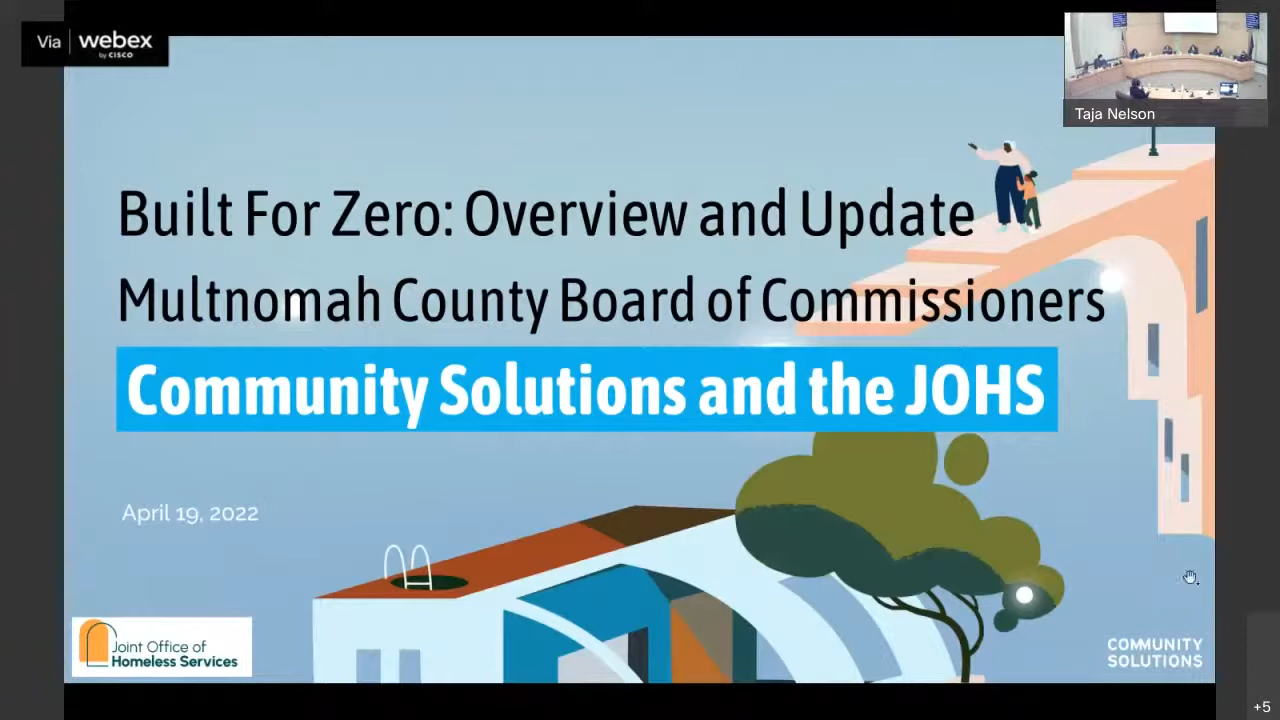 Via webex
by CISCO
Taja Nelson
Built For Zero: Overview and Update
Multnomah County Board of Commissioners
Community Solutions and the JOHS
April 19, 2022
Joint Office of
Homeless Services
COMMUNITY
SOLUTIONS
+5